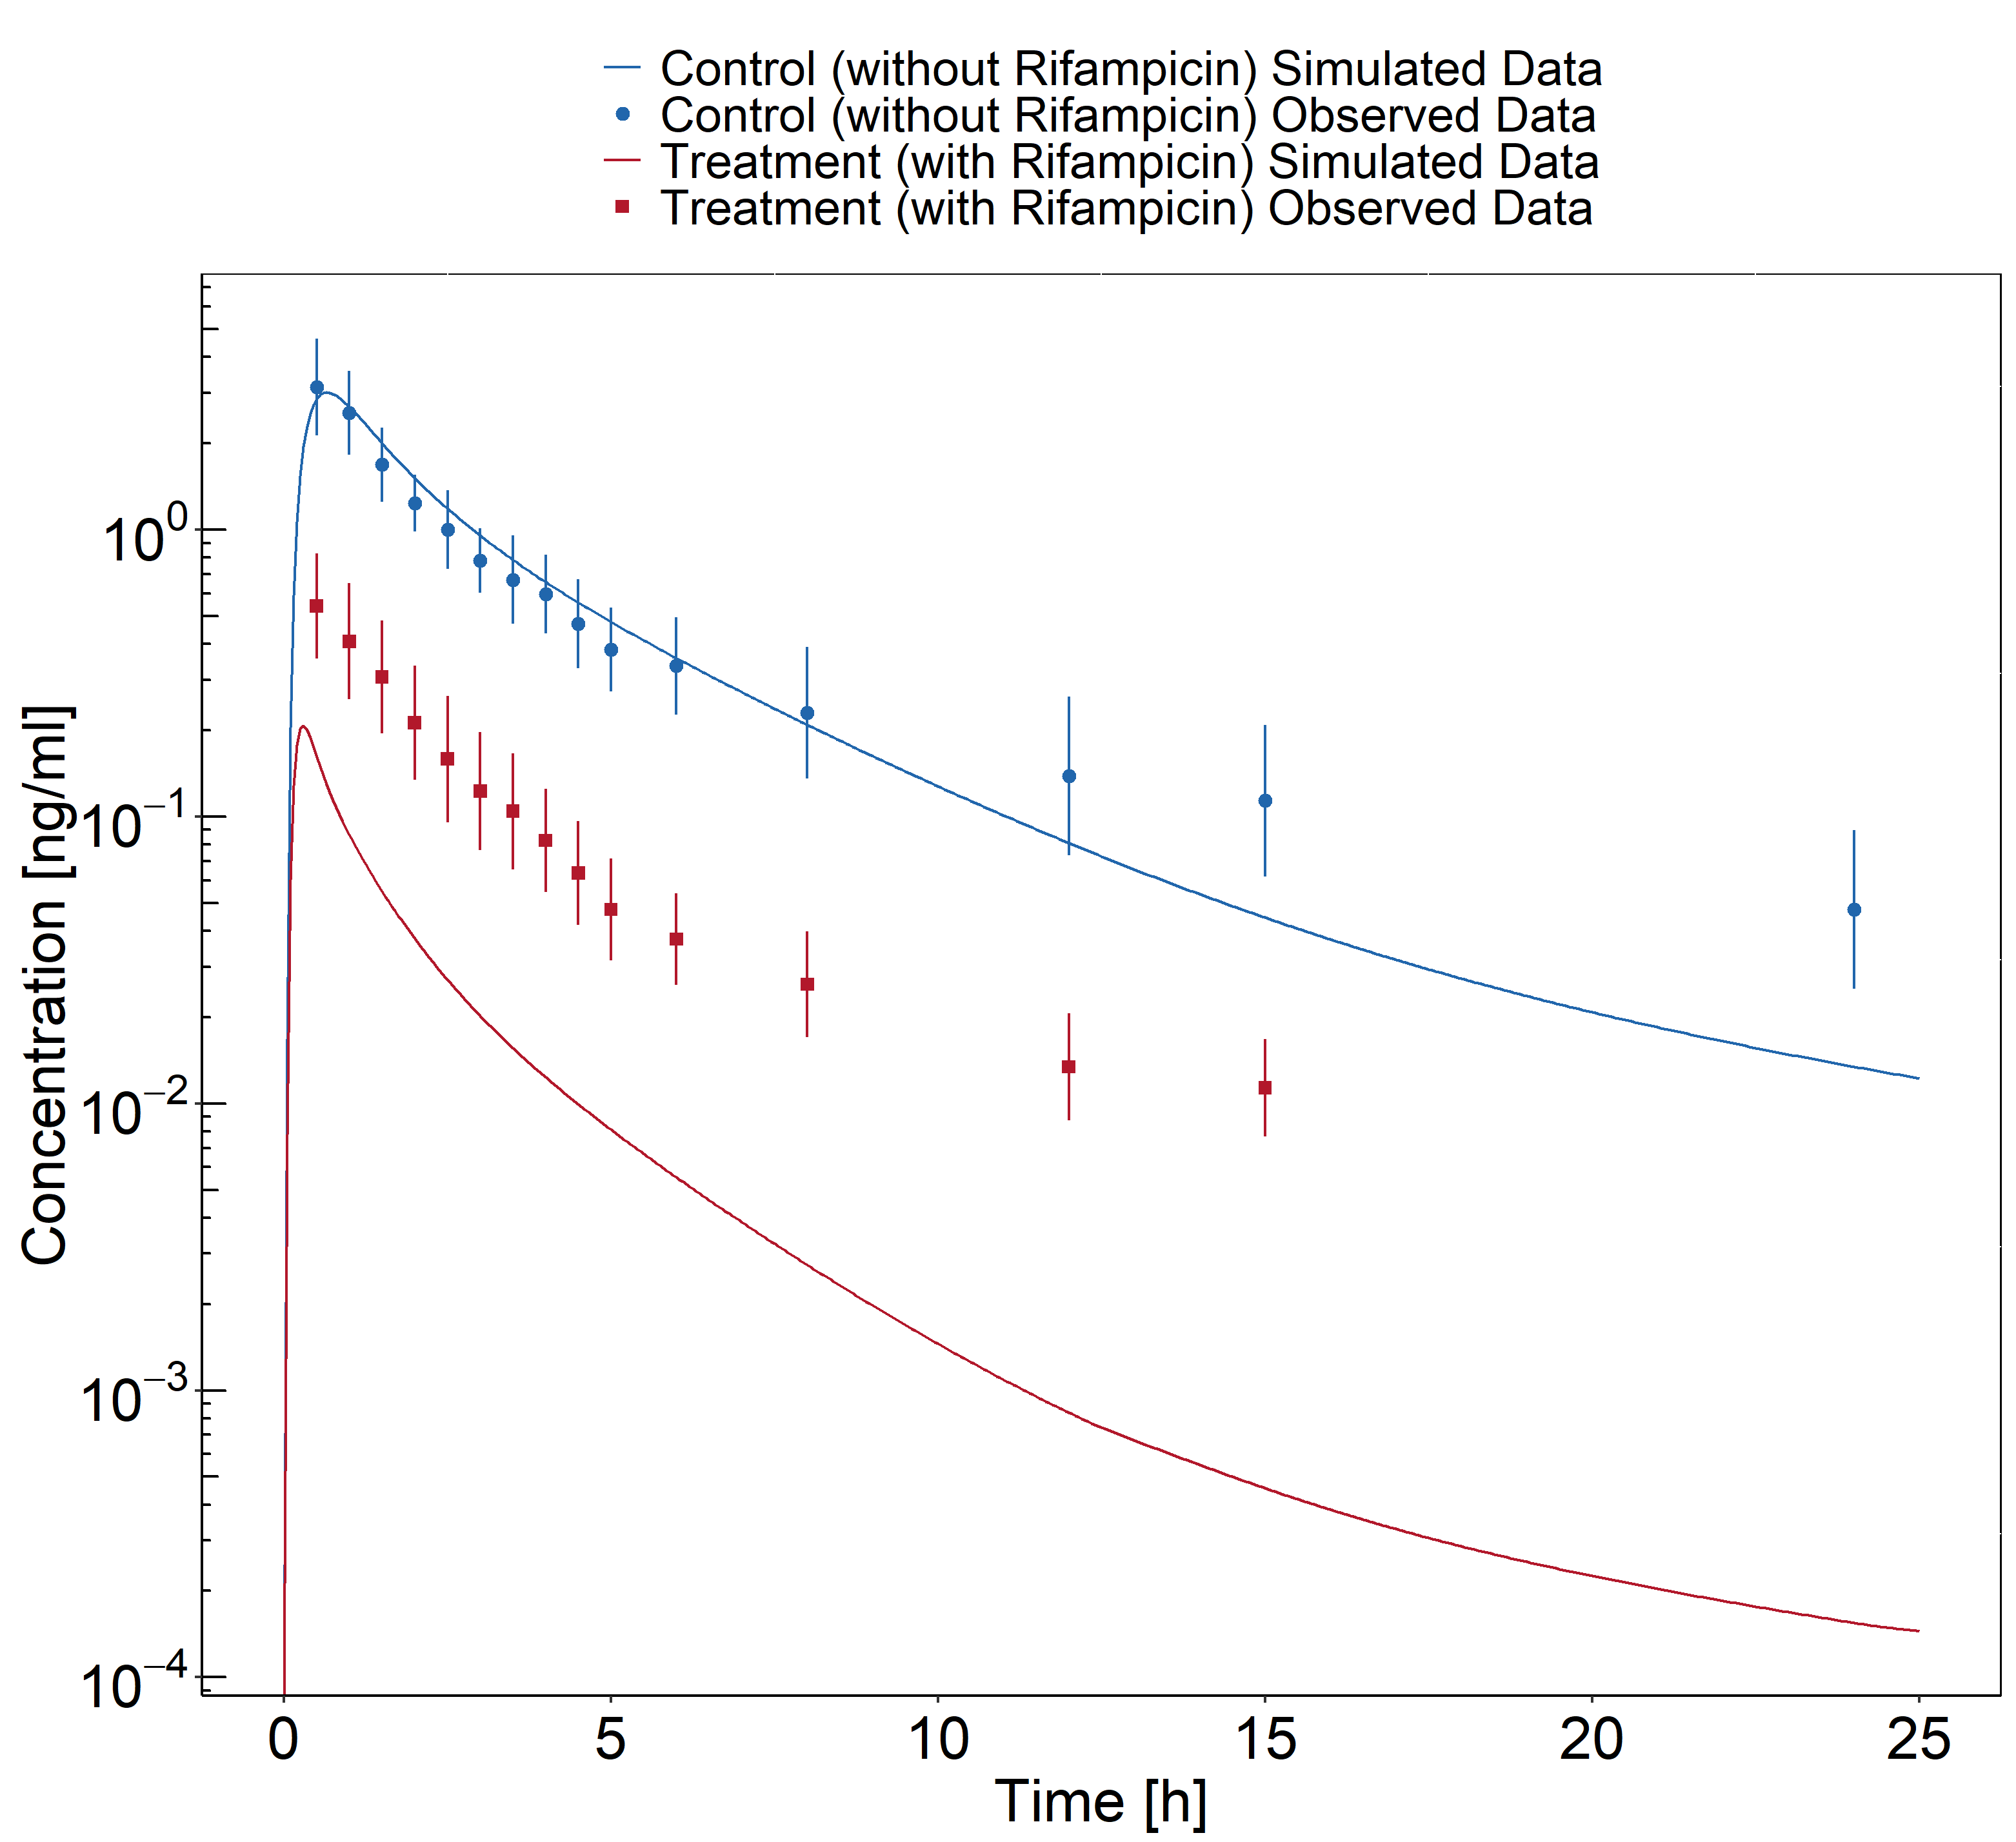 Control (without Rifampicin) Simulated Data
Control (without Rifampicin) Observed Data
Treatment (with Rifampicin) Simulated Data
Treatment (with Rifampicin) Observed Data
10⁰
10⁻¹
10⁻²
10⁻³
10⁻⁴
Concentration [ng/ml]
0 5 10 15 20 25
Time [h]